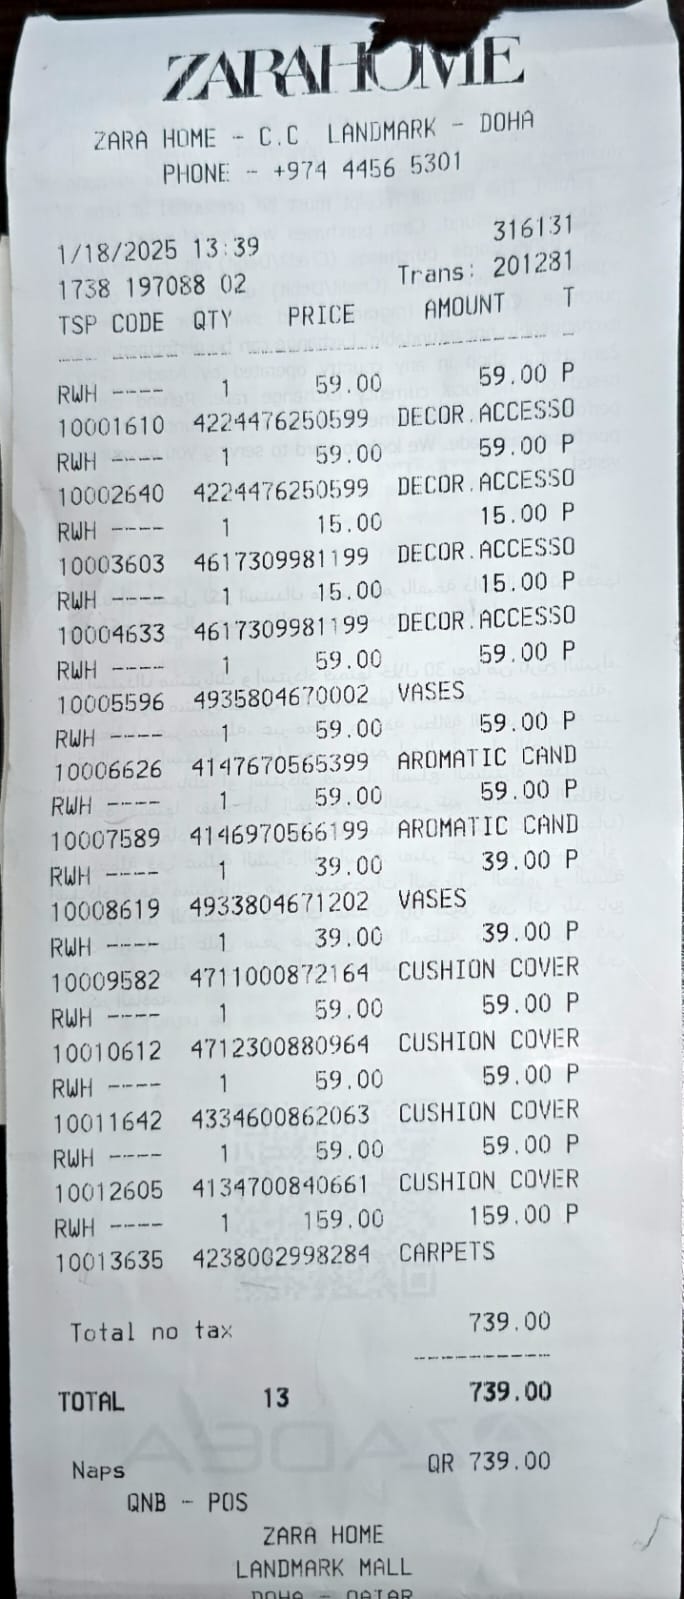 ZARAHOME
ZARA HOME - C.C LANDMARK - DOHA
PHONE - +974 4456 5301
316131
1/18/2025 13:39
1738 197088 02 Trans: 201281
TSP CODE QTY PRICE AMOUNT T
RWH ---- 1 59.00 59.00 P
10001610 4224476250599 DECOR.ACCESSO
RWH ---- 1 59.00 59.00 P
10002640 4224476250599 DECOR.ACCESSO
RWH ---- 1 15.00 15.00 P
10003603 4617309981199 DECOR.ACCESSO
RWH ---- 1 15.00 15.00 P
10004633 4617309981199 DECOR.ACCESSO
RWH ---- 1 59.00 59.00 P
10005596 4935804670002 VASES
RWH ---- 1 59.00 59.00 P
10006626 4147670565399 AROMATIC CAND
RWH ---- 1 59.00 59.00 P
10007589 4146970566199 AROMATIC CAND
RWH ---- 1 39.00 39.00 P
10008619 4933804671202 VASES
RWH ---- 1 39.00 39.00 P
10009582 4711000872164 CUSHION COVER
RWH ---- 1 59.00 59.00 P
10010612 4712300880964 CUSHION COVER
RWH ---- 1 59.00 59.00 P
10011642 4334600862063 CUSHION COVER
RWH ---- 1 59.00 59.00 P
10012605 4134700840661 CUSHION COVER
RWH ---- 1 159.00 159.00 P
10013635 4238002998284 CARPETS
Total no tax 739.00
TOTAL 13 739.00
Naps QR 739.00
QNB - POS
ZARA HOME
LANDMARK MALL
DOHA - QATAR